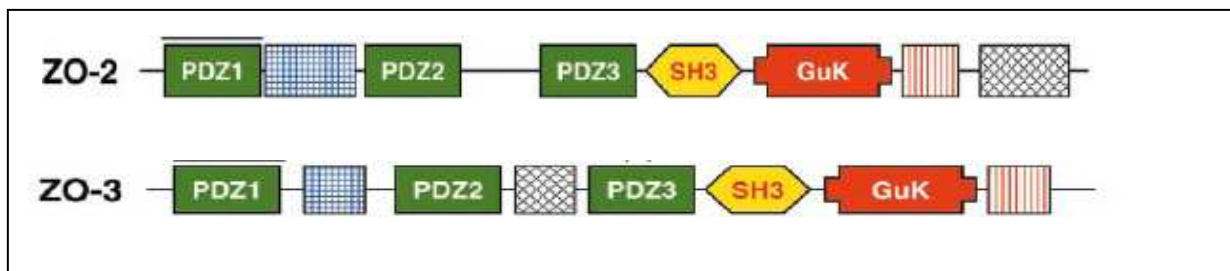 ZO-2 PDZ1 PDZ2 PDZ3 SH3 GuK
ZO-3 PDZ1 PDZ2 PDZ3 SH3 GuK